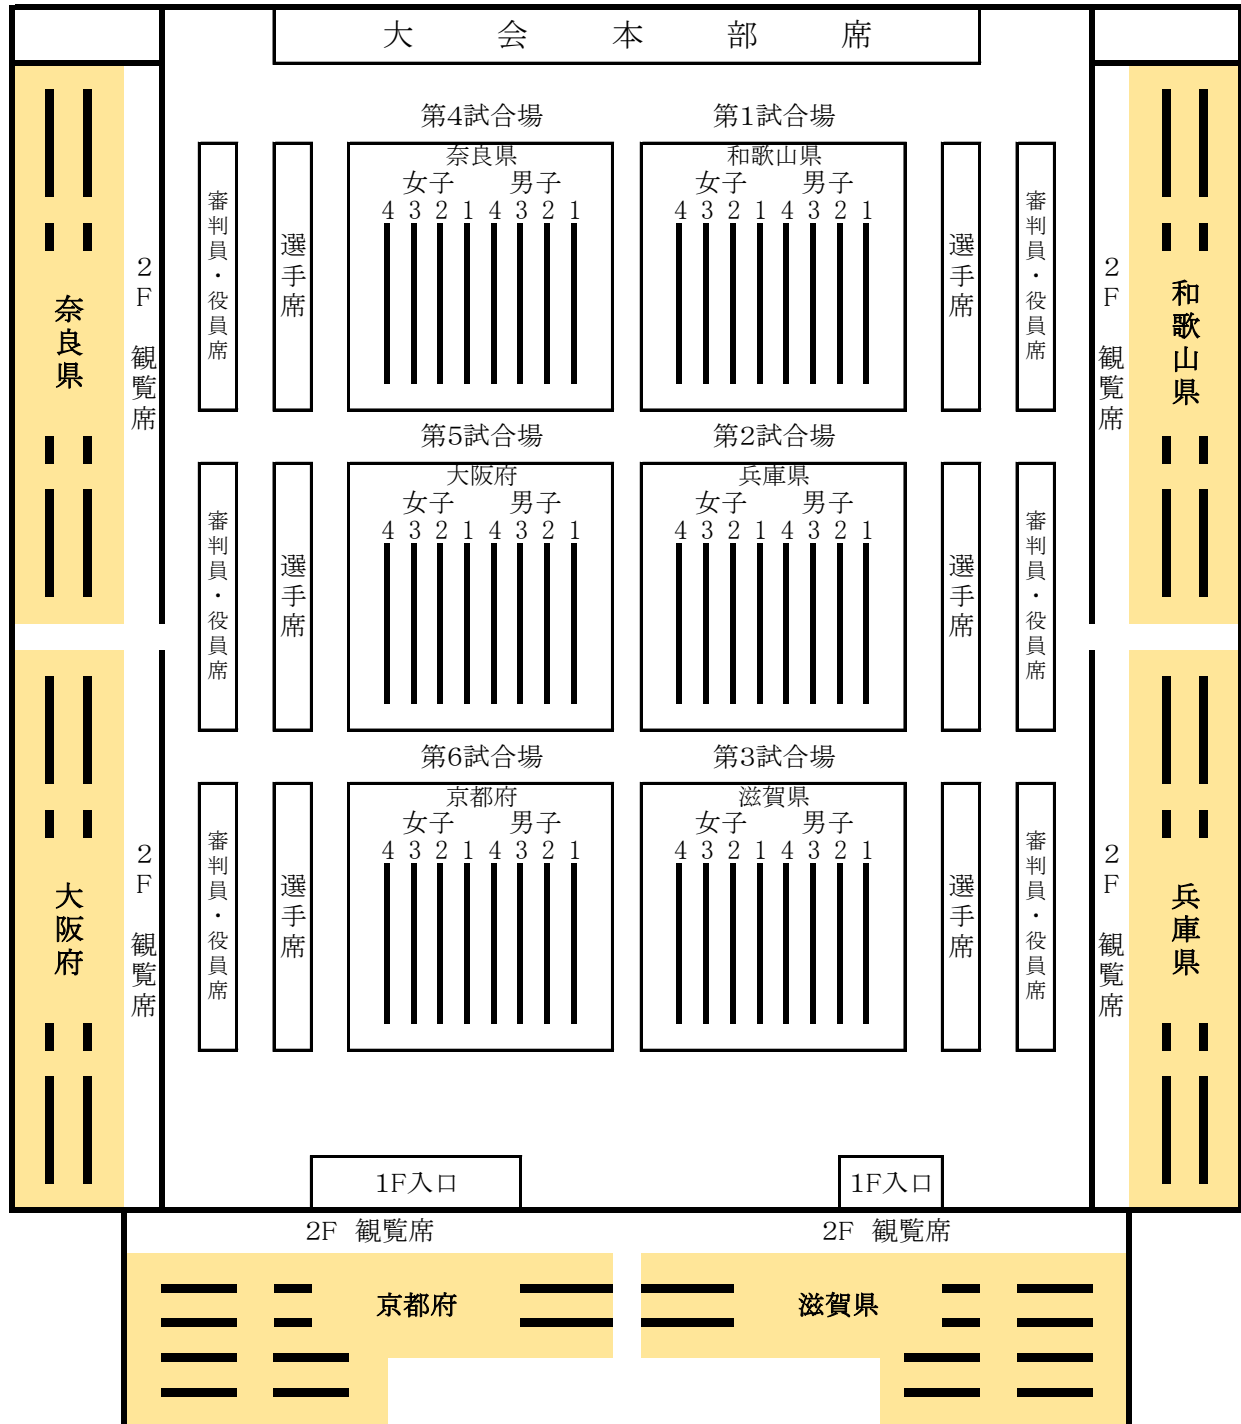 大会本部席
第4試合場
第1試合場
奈良県
女子 男子
4 3 2 1 4 3 2 1
和歌山県
女子 男子
4 3 2 1 4 3 2 1
審判員・役員席
選手席
選手席
審判員・役員席
奈良県
2F 観覧席
2F 観覧席
和歌山県
第5試合場
第2試合場
大阪府
女子 男子
4 3 2 1 4 3 2 1
兵庫県
女子 男子
4 3 2 1 4 3 2 1
審判員・役員席
選手席
選手席
審判員・役員席
第6試合場
第3試合場
京都府
女子 男子
4 3 2 1 4 3 2 1
滋賀県
女子 男子
4 3 2 1 4 3 2 1
審判員・役員席
選手席
選手席
審判員・役員席
大阪府
2F 観覧席
2F 観覧席
兵庫県
1F入口
1F入口
2F 観覧席
2F 観覧席
京都府
滋賀県